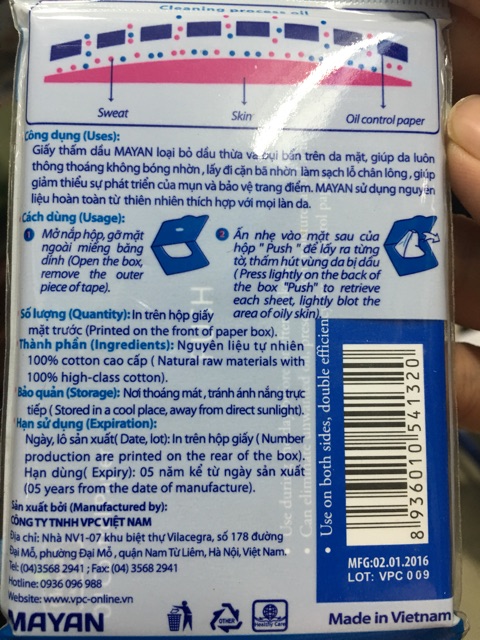 Cleaning process oil
Sweat
Skin
Oil control paper
Công dụng (Uses):
Giấy thấm dầu MAYAN loại bỏ dầu thừa và bụi bẩn trên da mặt, giúp da luôn
thông thoáng không bóng nhờn, lấy đi cặn bã nhờn làm sạch lỗ chân lông, giúp
giảm thiểu sự phát triển của mụn và bảo vệ trang điểm. MAYAN sử dụng nguyên
liệu hoàn toàn từ thiên nhiên thích hợp với mọi làn da.
Cách dùng (Usage):
1 Mở nắp hộp, gỡ mặt
ngoài miếng băng
dính (Open the box,
remove the outer
piece of tape).
2 Ấn nhẹ vào mặt sau của
hộp " Push " để lấy ra từng
tờ, thấm hút vùng da bị dầu
( Press lightly on the back of
the box "Push" to retrieve
each sheet, lightly blot the
area of oily skin).
Số lượng (Quantity): In trên hộp giấy
mặt trước (Printed on the front of paper box).
Thành phần (Ingredients): Nguyên liệu tự nhiên
100% cotton cao cấp ( Natural raw materials with
100% high-class cotton).
Bảo quản (Storage): Nơi thoáng mát, tránh ánh nắng trực
tiếp ( Stored in a cool place, away from direct sunlight).
Hạn sử dụng (Expiration):
Ngày, lô sản xuất( Date, lot): In trên hộp giấy ( Number
production are printed on the rear of the box).
Hạn dùng( Expiry): 05 năm kể từ ngày sản xuất
(05 years from the date of manufacture).
Sản xuất bởi (Manufactured by):
CÔNG TY TNHH VPC VIỆT NAM
Địa chỉ: Nhà NV1-07 khu biệt thự Vilacegra, số 178 đường
Đại Mỗ, phường Đại Mỗ, quận Nam Từ Liêm, Hà Nội, Việt Nam.
Tel: (04)3568 2941 ; Fax: (04) 3568 2941
Hotline: 0936 096 988
Website: www.vpc-online.vn
MAYAN
OTHER
Healthy Care
Made in Vietnam
• Use on both sides, double efficiency
8 936010 541320
MFG:02.01.2016
LOT: VPC 009